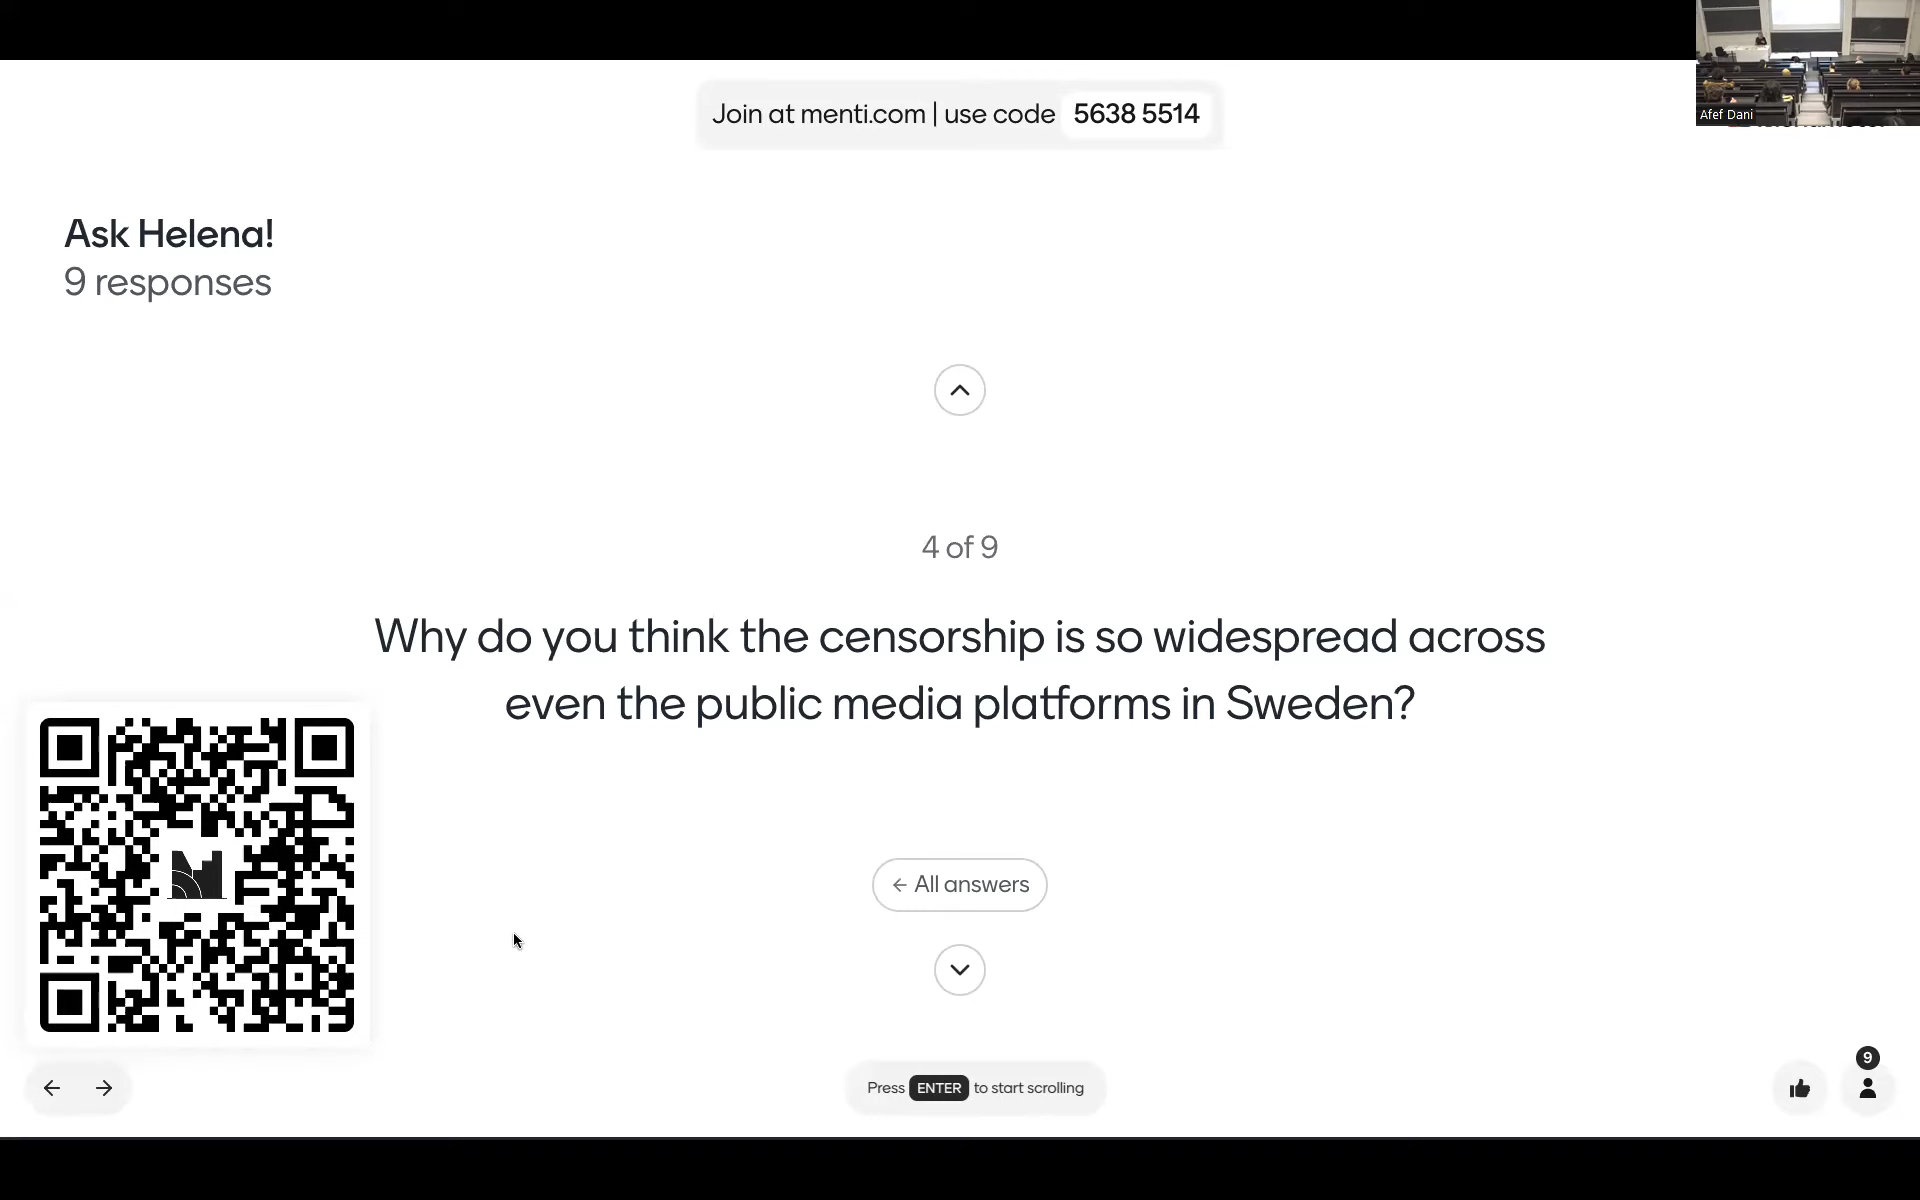 Join at menti.com | use code 5638 5514
Afef Dani
Ask Helena!
9 responses
4 of 9
Why do you think the censorship is so widespread across
even the public media platforms in Sweden?
← All answers
Press ENTER to start scrolling
9